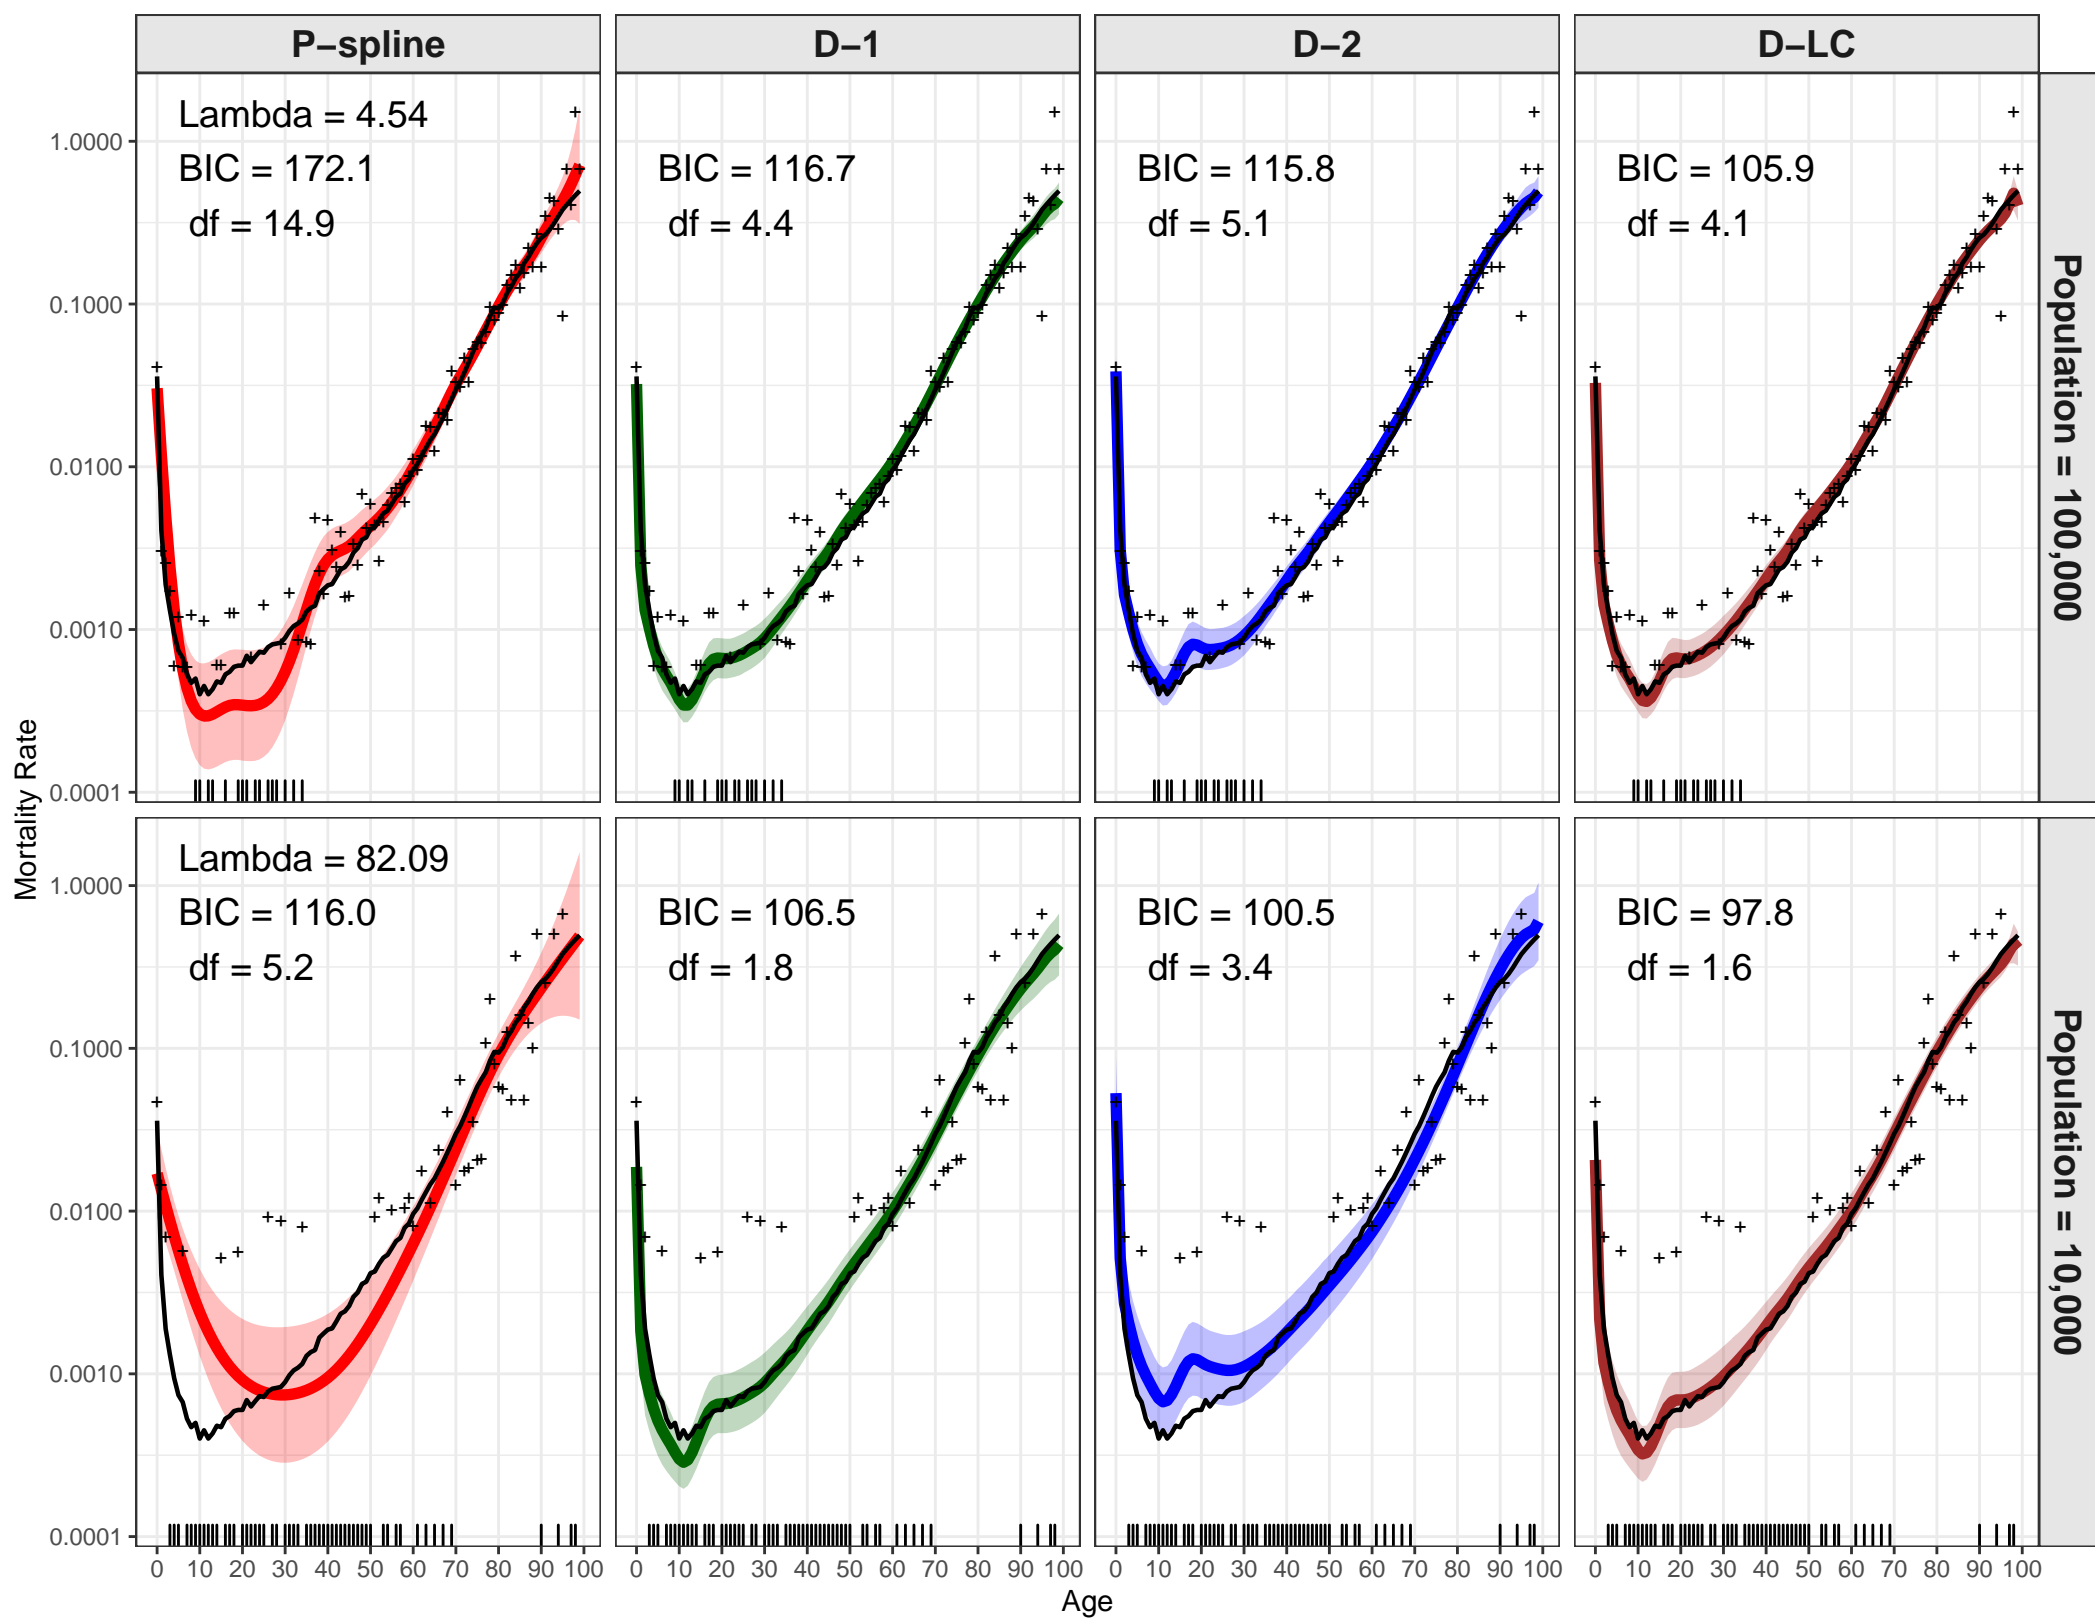 P–spline
D–1
D–2
D–LC
Lambda = 4.54
BIC = 172.1
df = 14.9
BIC = 116.7
df = 4.4
BIC = 115.8
df = 5.1
BIC = 105.9
df = 4.1
Population = 100,000
1.0000
0.1000
0.0100
0.0010
0.0001
Mortality Rate
Lambda = 82.09
BIC = 116.0
df = 5.2
BIC = 106.5
df = 1.8
BIC = 100.5
df = 3.4
BIC = 97.8
df = 1.6
Population = 10,000
1.0000
0.1000
0.0100
0.0010
0.0001
0 10 20 30 40 50 60 70 80 90 100
0 10 20 30 40 50 60 70 80 90 100
0 10 20 30 40 50 60 70 80 90 100
0 10 20 30 40 50 60 70 80 90 100
Age